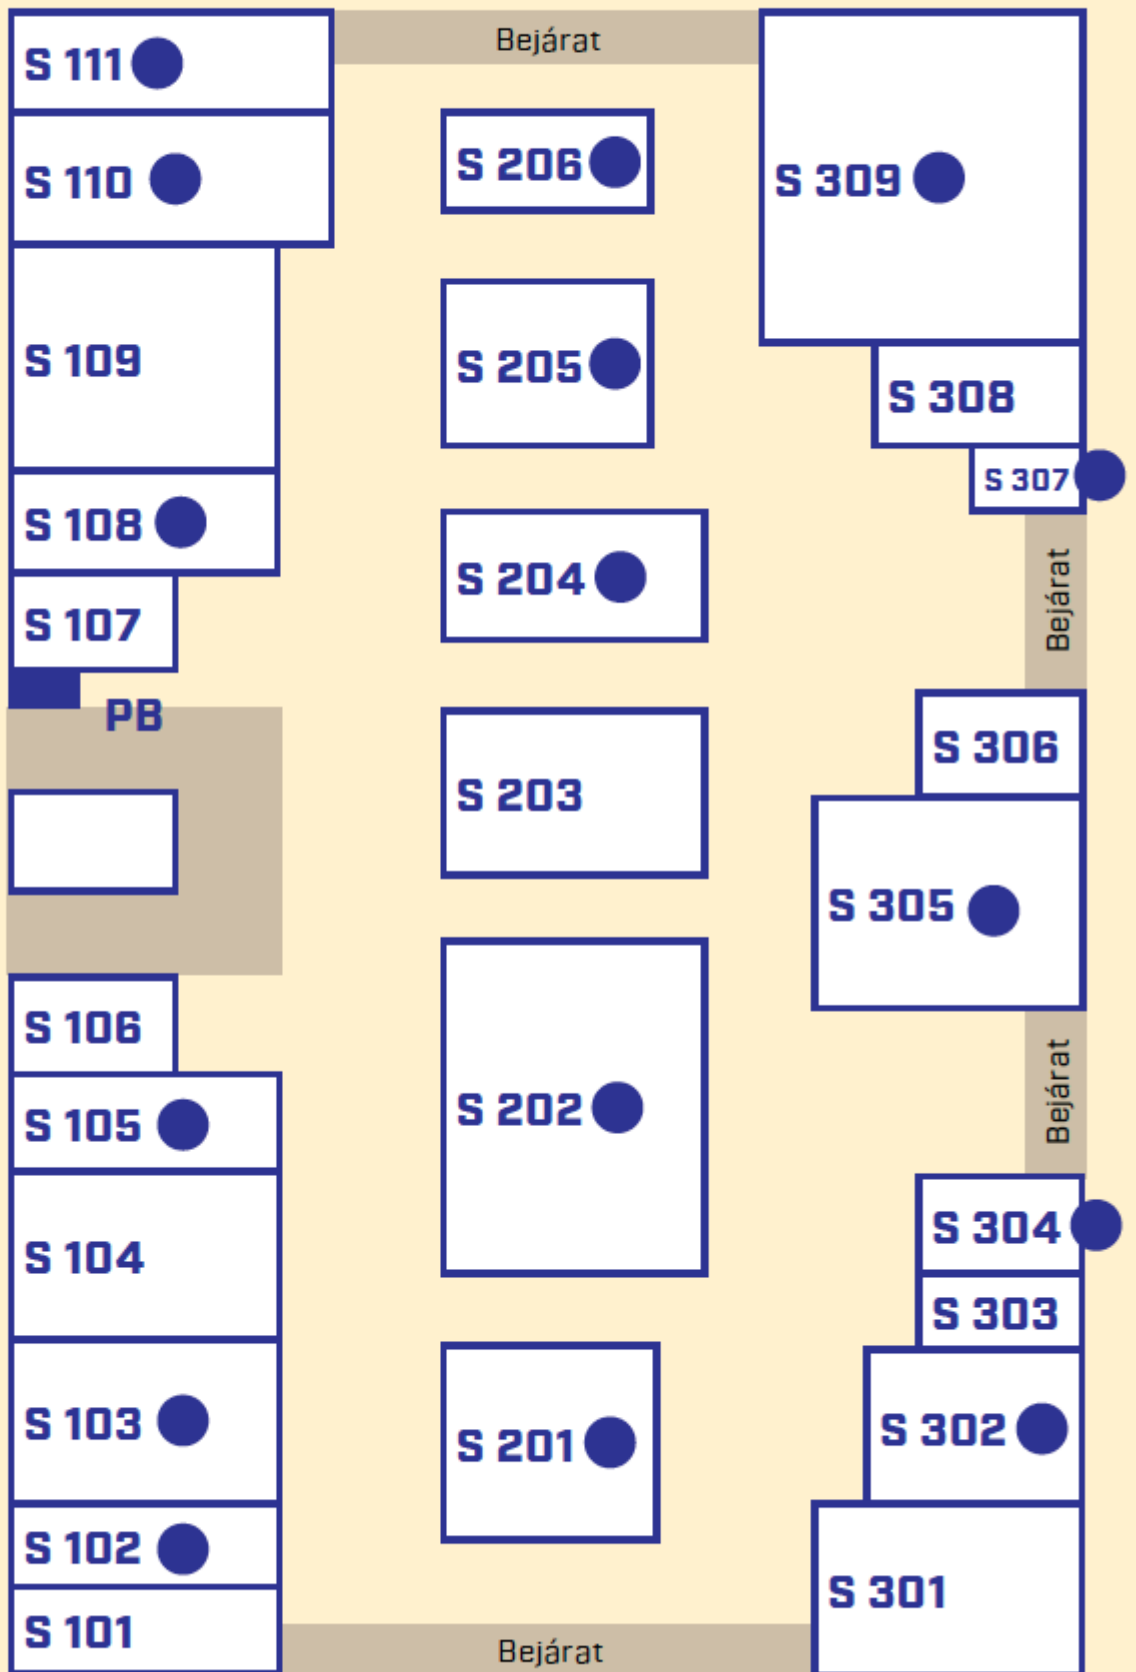 Bejárat
S 111
S 110
S 109
S 108
S 107
PB
S 106
S 105
S 104
S 103
S 102
S 101
S 206
S 205
S 204
S 203
S 202
S 201
S 309
S 308
S 307
Bejárat
S 306
S 305
Bejárat
S 304
S 303
S 302
S 301
Bejárat